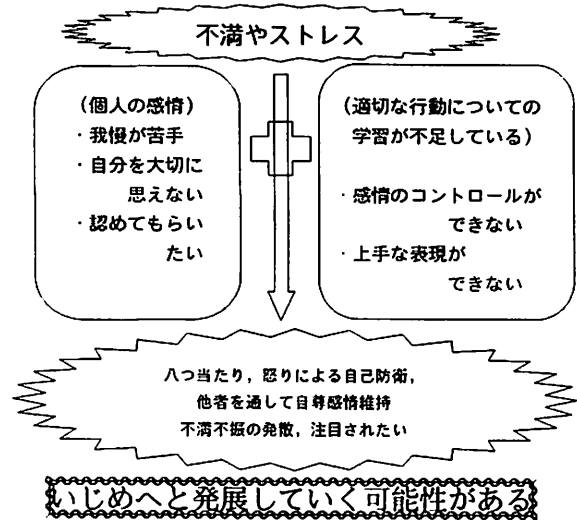 不満やストレス
（個人の感情）
・我慢が苦手
・自分を大切に
思えない
・認めてもらい
たい
（適切な行動についての
学習が不足している）
・感情のコントロールが
できない
・上手な表現が
できない
八つ当たり，怒りによる自己防衛，
他者を通して自尊感情維持
不満不振の発散，注目されたい
いじめへと発展していく可能性がある